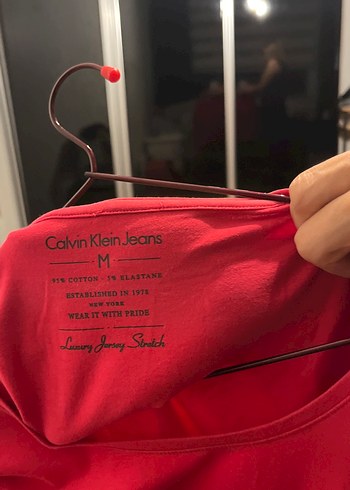 Calvin Klein Jeans
M
95% COTTON - 5% ELASTANE
ESTABLISHED IN 1978
NEW YORK
WEAR IT WITH PRIDE
Luxury Jersey Stretch